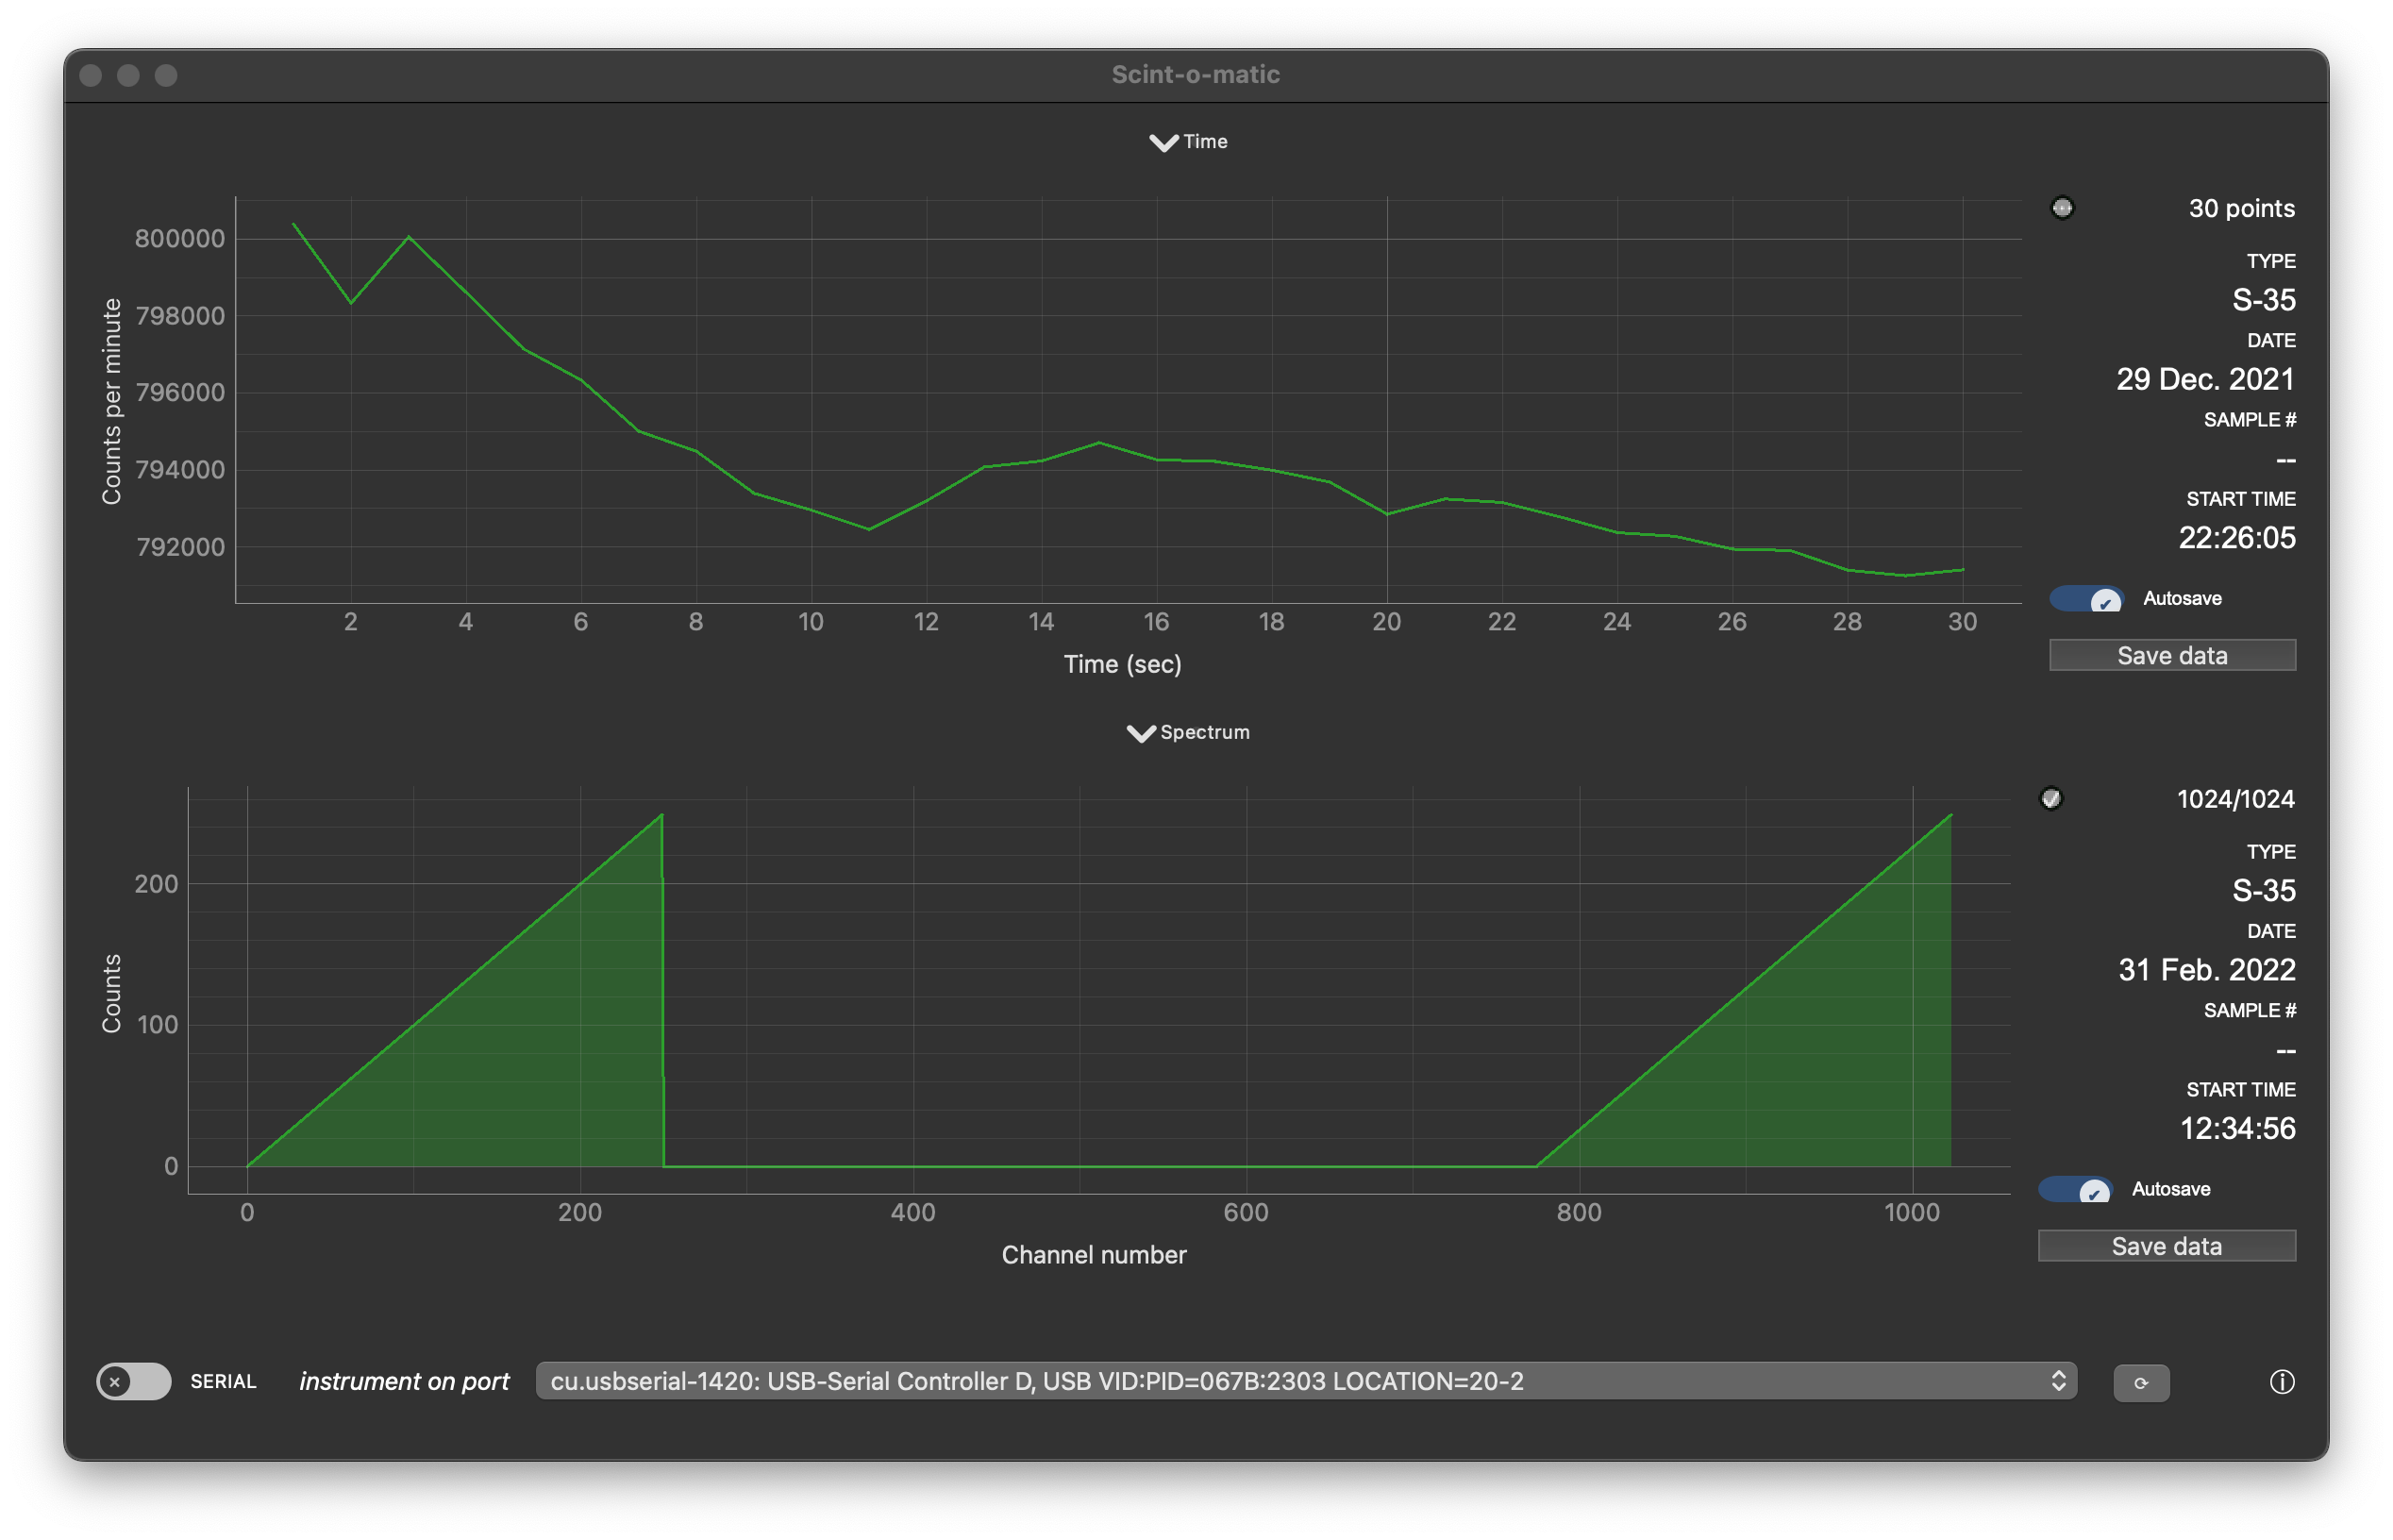 Scint-o-matic
Time
800000
798000
796000
794000
792000
Counts per minute
2 4 6 8 10 12 14 16 18 20 22 24 26 28 30
Time (sec)
30 points
TYPE
S-35
DATE
29 Dec. 2021
SAMPLE #
--
START TIME
22:26:05
Autosave
Save data
Spectrum
200
100
0
Counts
0 200 400 600 800 1000
Channel number
1024/1024
TYPE
S-35
DATE
31 Feb. 2022
SAMPLE #
--
START TIME
12:34:56
Autosave
Save data
SERIAL instrument on port cu.usbserial-1420: USB-Serial Controller D, USB VID:PID=067B:2303 LOCATION=20-2